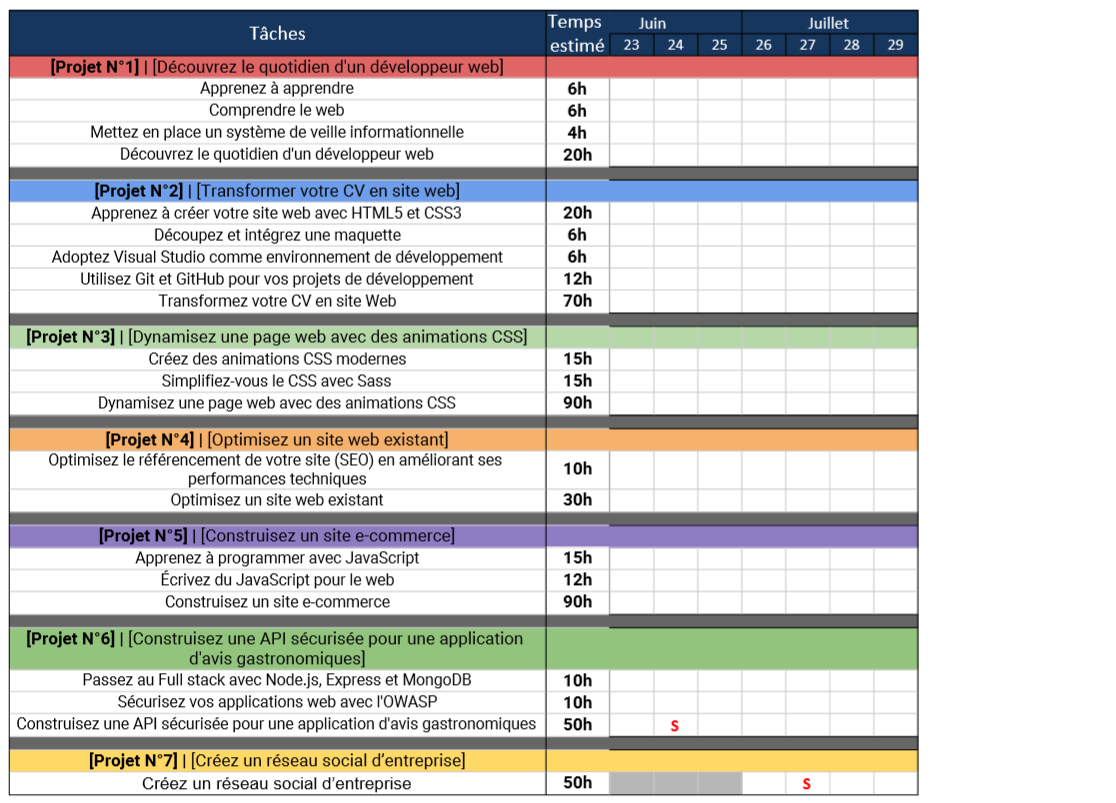 Tâches Temps estimé Juin Juillet
23 24 25 26 27 28 29
[Projet N°1] | [Découvrez le quotidien d'un développeur web]
Apprenez à apprendre 6h
Comprendre le web 6h
Mettez en place un système de veille informationnelle 4h
Découvrez le quotidien d'un développeur web 20h
[Projet N°2] | [Transformer votre CV en site web]
Apprenez à créer votre site web avec HTML5 et CSS3 20h
Découpez et intégrez une maquette 6h
Adoptez Visual Studio comme environnement de développement 6h
Utilisez Git et GitHub pour vos projets de développement 12h
Transformez votre CV en site Web 70h
[Projet N°3] | [Dynamisez une page web avec des animations CSS]
Créez des animations CSS modernes 15h
Simplifiez-vous le CSS avec Sass 15h
Dynamisez une page web avec des animations CSS 90h
[Projet N°4] | [Optimisez un site web existant]
Optimisez le référencement de votre site (SEO) en améliorant ses
performances techniques 10h
Optimisez un site web existant 30h
[Projet N°5] | [Construisez un site e-commerce]
Apprenez à programmer avec JavaScript 15h
Écrivez du JavaScript pour le web 12h
Construisez un site e-commerce 90h
[Projet N°6] | [Construisez une API sécurisée pour une application
d'avis gastronomiques]
Passez au Full stack avec Node.js, Express et MongoDB 10h
Sécurisez vos applications web avec l'OWASP 10h
Construisez une API sécurisée pour une application d'avis gastronomiques 50h S
[Projet N°7] | [Créez un réseau social d’entreprise]
Créez un réseau social d’entreprise 50h S